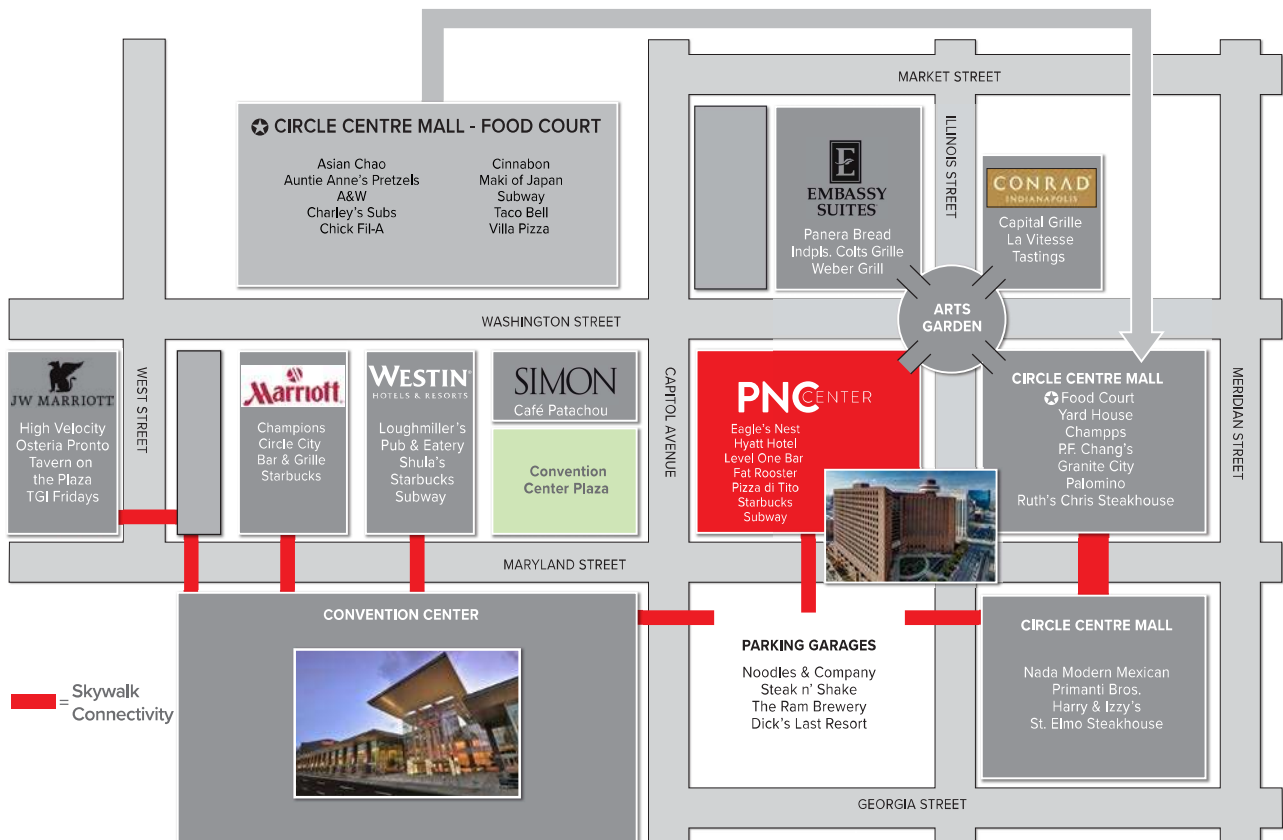 MARKET STREET
CIRCLE CENTRE MALL - FOOD COURT
Asian Chao
Auntie Anne's Pretzels
A&W
Charley's Subs
Chick Fil-A
Cinnabon
Maki of Japan
Subway
Taco Bell
Villa Pizza
E
EMBASSY
SUITES
Panera Bread
Indpls. Colts Grille
Weber Grill
ILLINOIS STREET
CONRAD
INDIANAPOLIS
Capital Grille
La Vitesse
Tastings
ARTS
GARDEN
WASHINGTON STREET
JW MARRIOTT
High Velocity
Osteria Pronto
Tavern on
the Plaza
TGI Fridays
WEST STREET
Marriott
Champions
Circle City
Bar & Grille
Starbucks
WESTIN
HOTELS & RESORTS
Loughmiller's
Pub & Eatery
Shula's
Starbucks
Subway
SIMON
Café Patachou
Convention
Center Plaza
CAPITOL AVENUE
PNC CENTER
Eagle's Nest
Hyatt Hotel
Level One Bar
Fat Rooster
Pizza di Tito
Starbucks
Subway
CIRCLE CENTRE MALL
Food Court
Yard House
Champps
P.F. Chang's
Granite City
Palomino
Ruth's Chris Steakhouse
MERIDIAN STREET
MARYLAND STREET
CONVENTION CENTER
PARKING GARAGES
Noodles & Company
Steak n' Shake
The Ram Brewery
Dick's Last Resort
CIRCLE CENTRE MALL
Nada Modern Mexican
Primanti Bros.
Harry & Izzy's
St. Elmo Steakhouse
= Skywalk
Connectivity
GEORGIA STREET